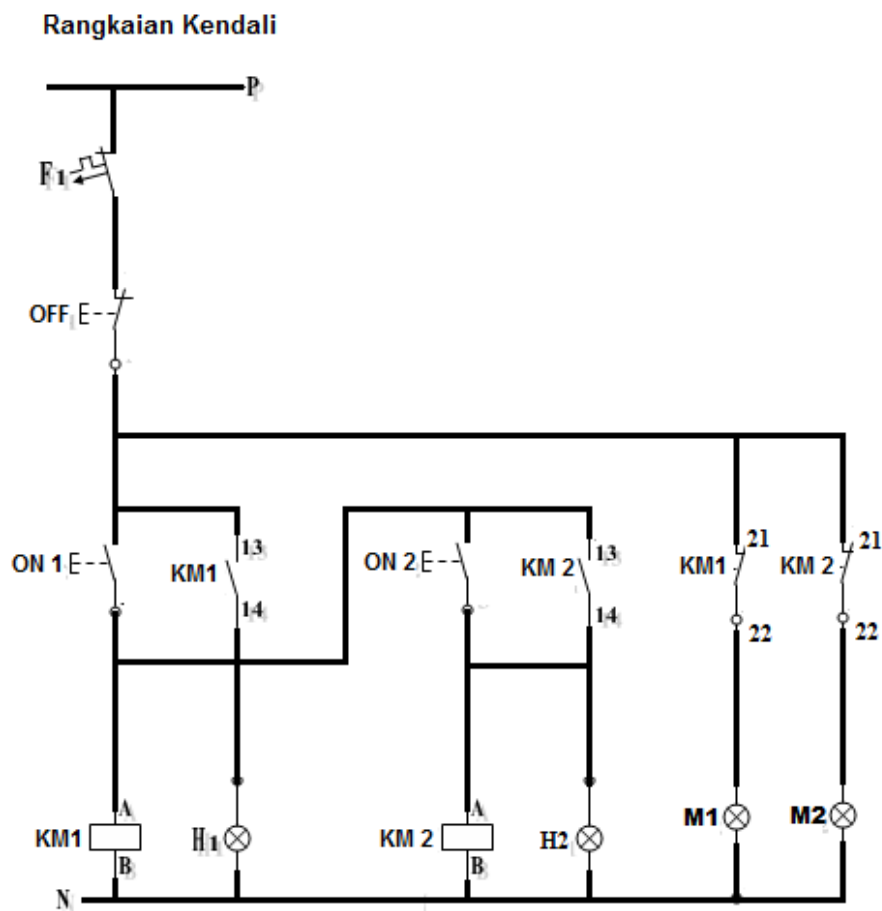 Rangkaian Kendali
P
F1
OFF
ON 1
KM1
13
14
ON 2
KM 2
13
14
KM1
21
22
KM 2
21
22
KM1
A
B
H1
KM 2
A
B
H2
M1
M2
N